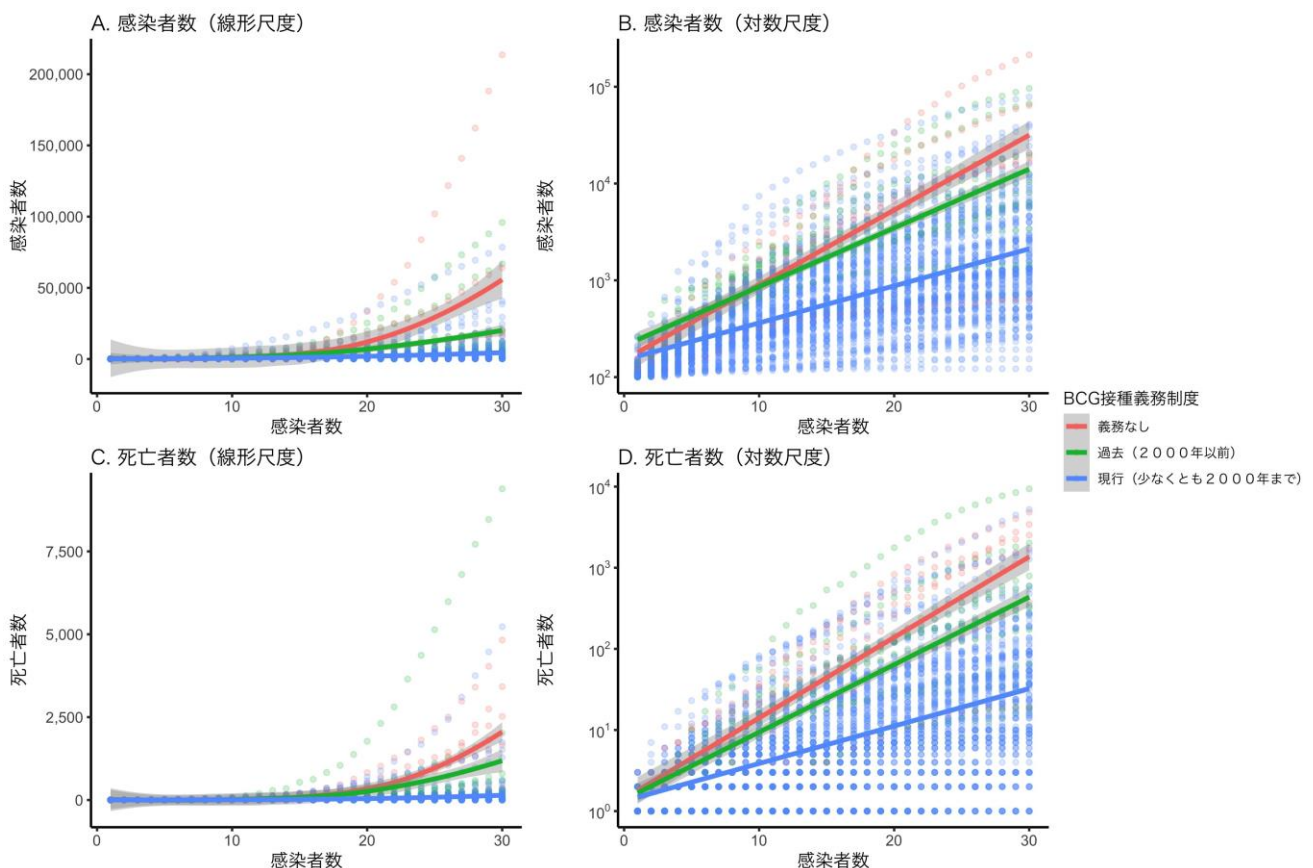 A. 感染者数（線形尺度）
感染者数
200,000
150,000
100,000
50,000
0
0
10
20
30
感染者数
B. 感染者数（対数尺度）
感染者数
10⁵
10⁴
10³
10²
0
10
20
30
感染者数
C. 死亡者数（線形尺度）
死亡者数
7,500
5,000
2,500
0
0
10
20
30
感染者数
D. 死亡者数（対数尺度）
死亡者数
10⁴
10³
10²
10¹
10⁰
0
10
20
30
感染者数
BCG接種義務制度
義務なし
過去（２０００年以前）
現行（少なくとも２０００年まで）